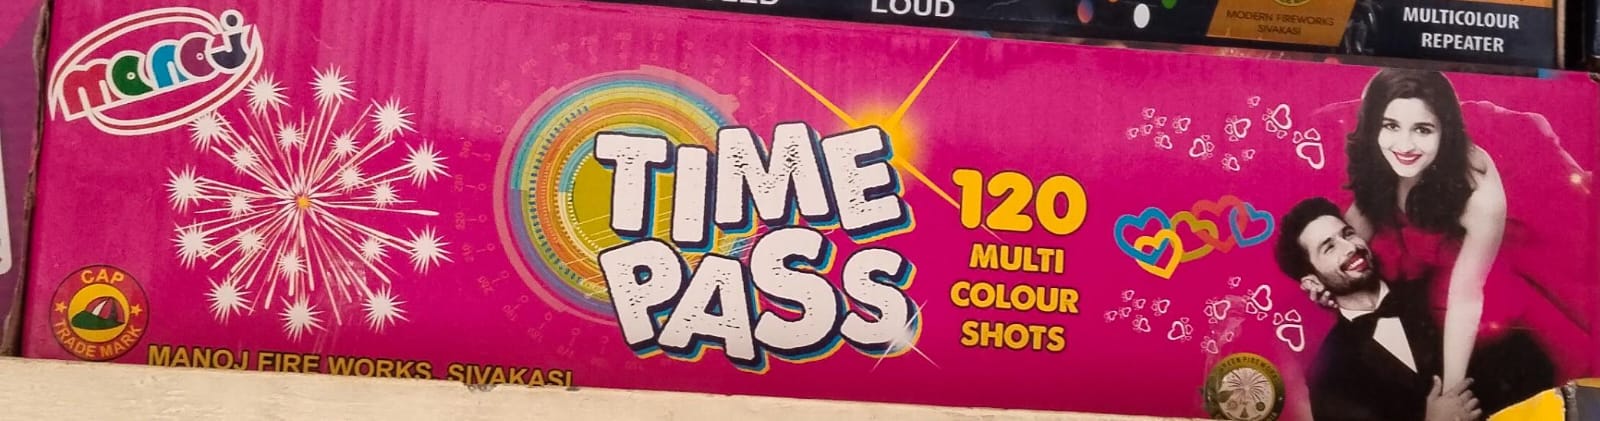 LOUD
MODERN FIREWORKS
SIVAKASI
MULTICOLOUR
REPEATER
manoj
TIME
PASS
120
MULTI
COLOUR
SHOTS
CAP
TRADE MARK
MANOJ FIRE WORKS, SIVAKASI